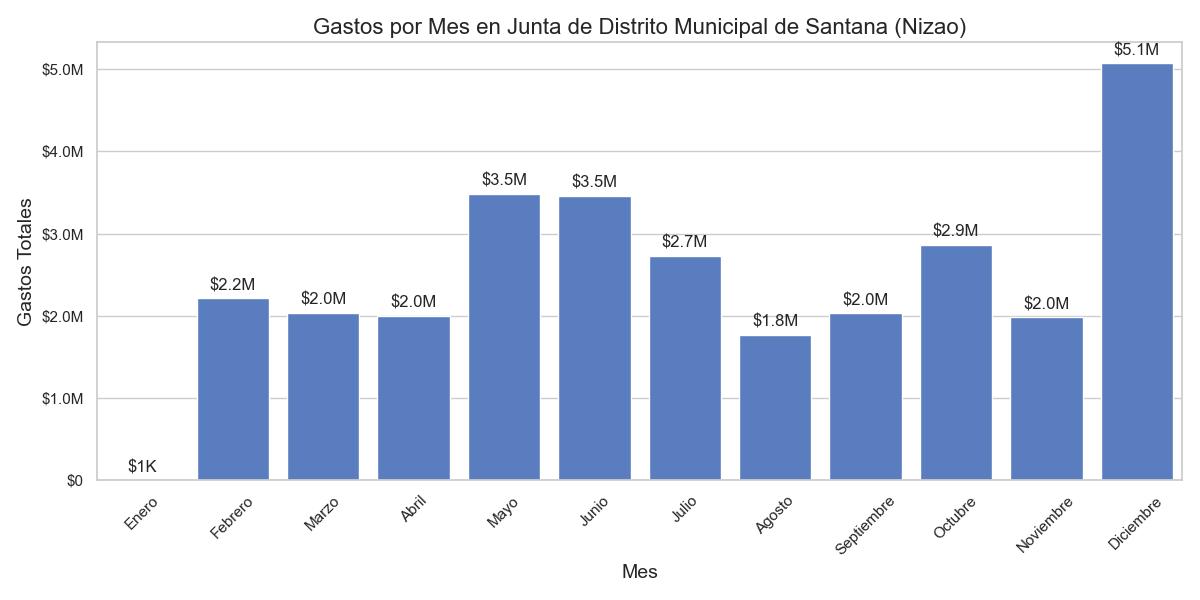 Gastos por Mes en Junta de Distrito Municipal de Santana (Nizao)
Gastos Totales
$5.0M
$4.0M
$3.0M
$2.0M
$1.0M
$0
$1K
$2.2M
$2.0M
$2.0M
$3.5M
$3.5M
$2.7M
$1.8M
$2.0M
$2.9M
$2.0M
$5.1M
Enero
Febrero
Marzo
Abril
Mayo
Junio
Julio
Agosto
Septiembre
Octubre
Noviembre
Diciembre
Mes